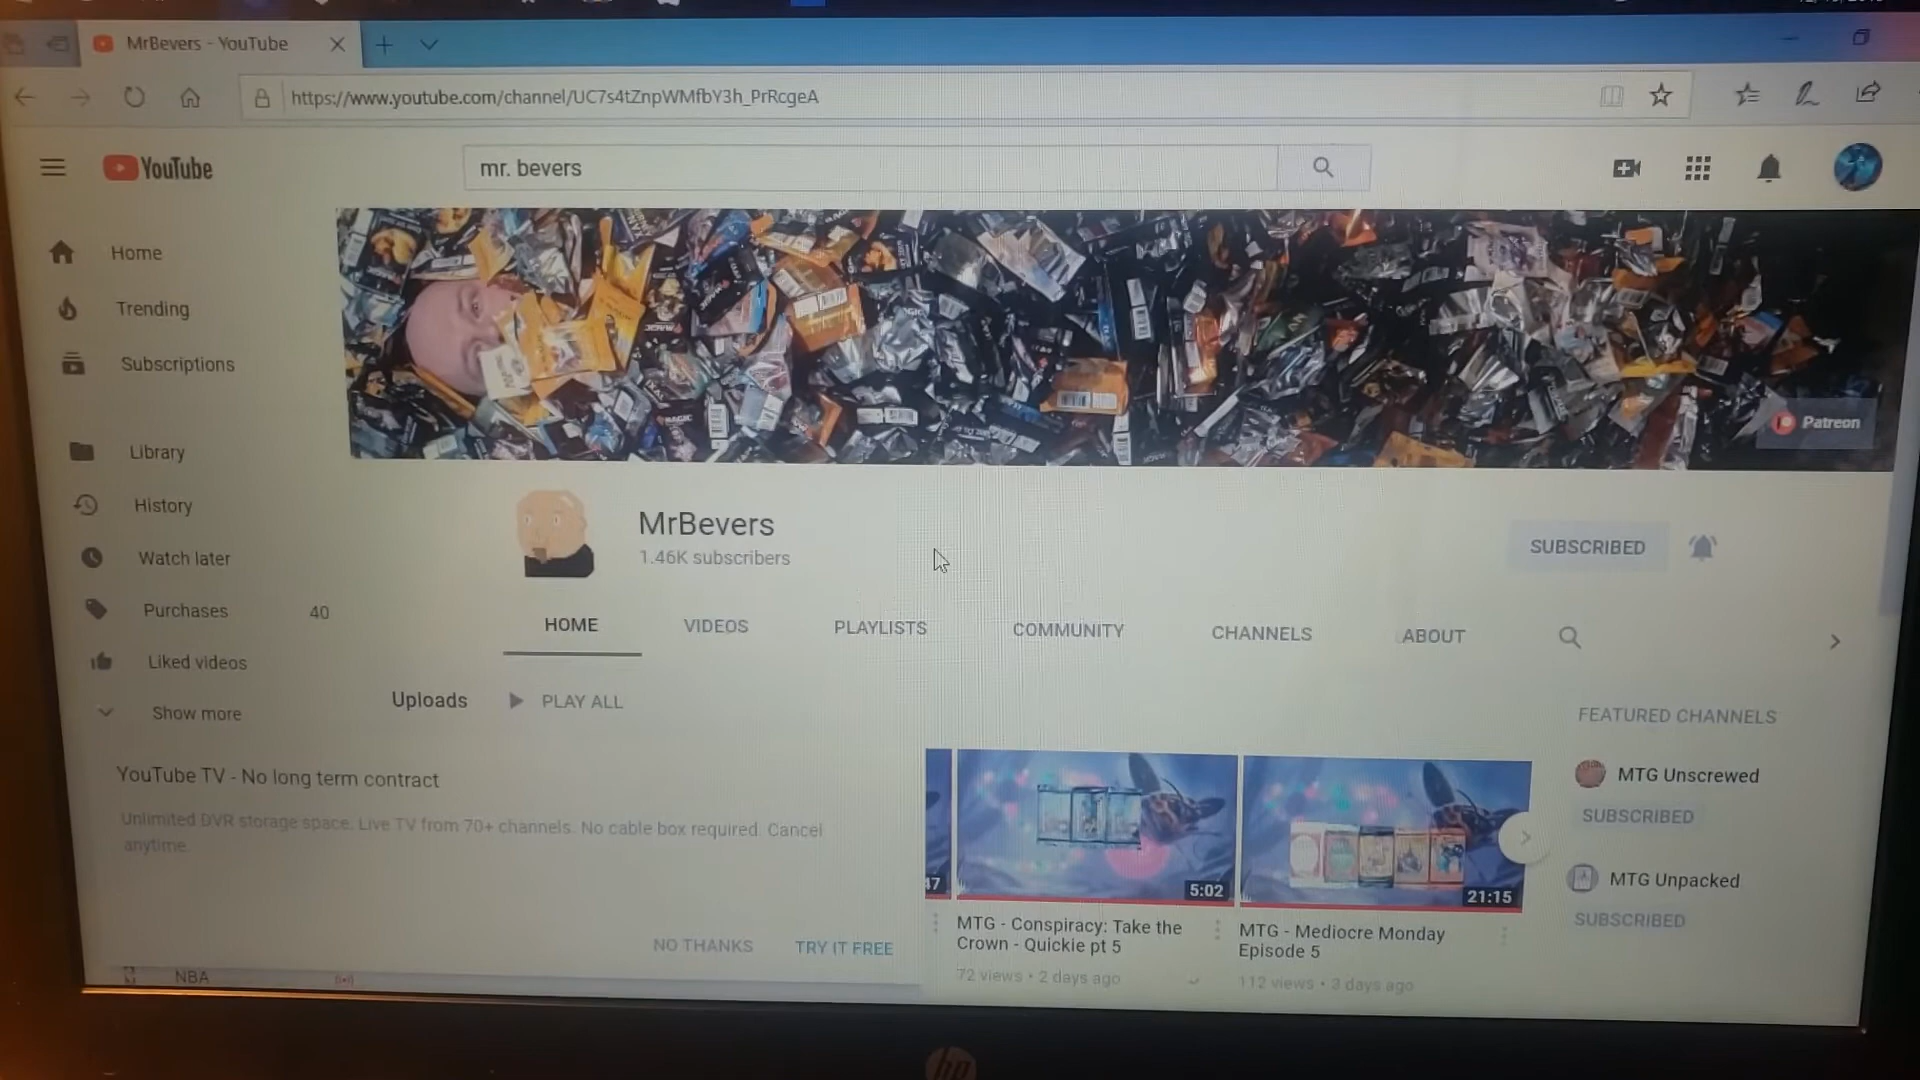 MrBevers - YouTube
https://www.youtube.com/channel/UC7s4tZnpWMfbY3h_PrRcgeA
YouTube
mr. bevers
Home
Trending
Subscriptions
Library
History
Watch later
Purchases 40
Liked videos
Show more
Patreon
MrBevers
1.46K subscribers
SUBSCRIBED
HOME VIDEOS PLAYLISTS COMMUNITY CHANNELS ABOUT
Uploads PLAY ALL
YouTube TV - No long term contract
Unlimited DVR storage space. Live TV from 70+ channels. No cable box required. Cancel
anytime.
NO THANKS TRY IT FREE
NBA
47
5:02
MTG - Conspiracy: Take the
Crown - Quickie pt 5
72 views • 2 days ago
21:15
MTG - Mediocre Monday
Episode 5
112 views • 3 days ago
FEATURED CHANNELS
MTG Unscrewed
SUBSCRIBED
MTG Unpacked
SUBSCRIBED
hp